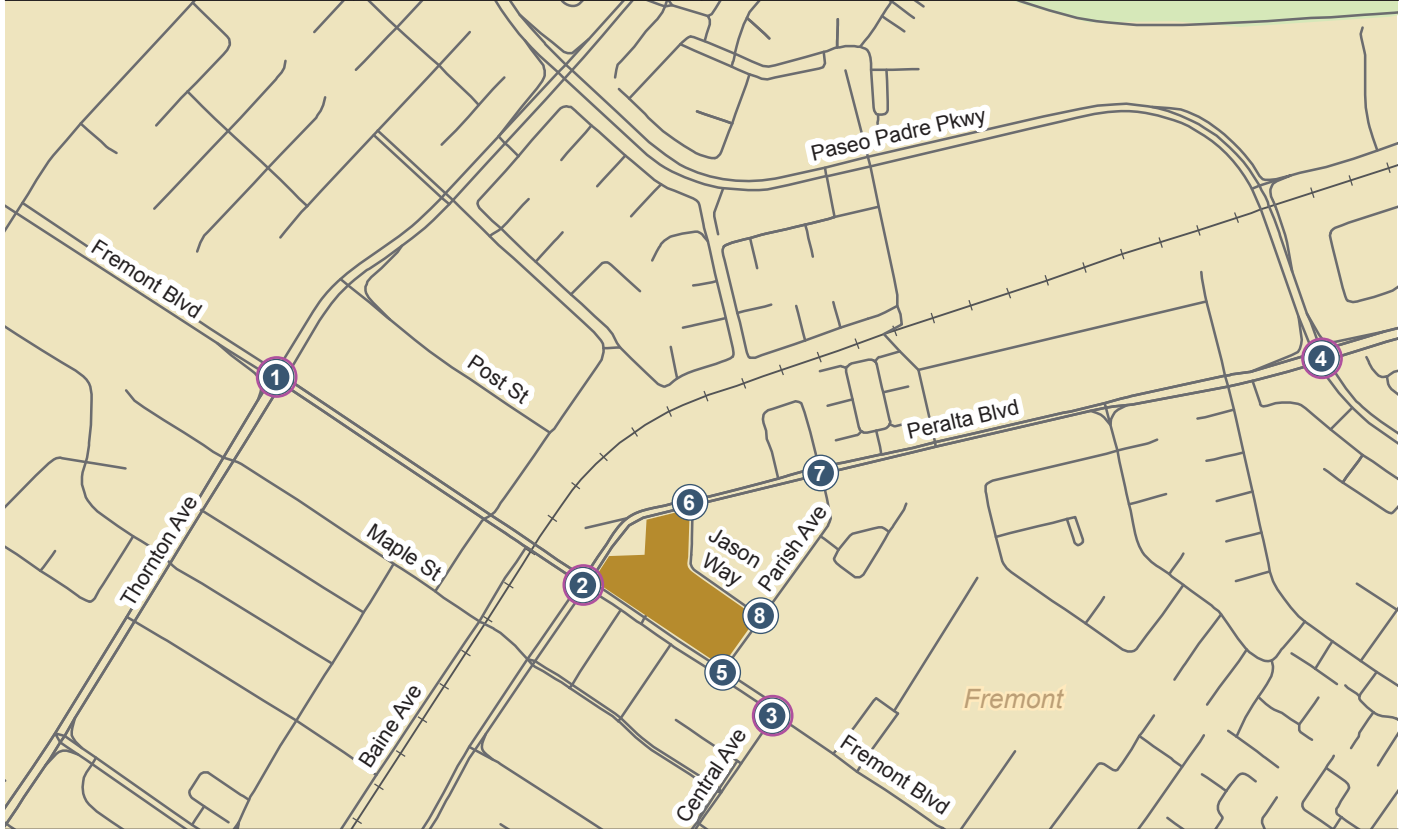 Paseo Padre Pkwy
Fremont Blvd
4
1
Post St
Peralta Blvd
7
6
Thornton Ave
Maple St
Jason
Way
Parish Ave
2
8
5
Baine Ave
Fremont
3
Central Ave
Fremont Blvd